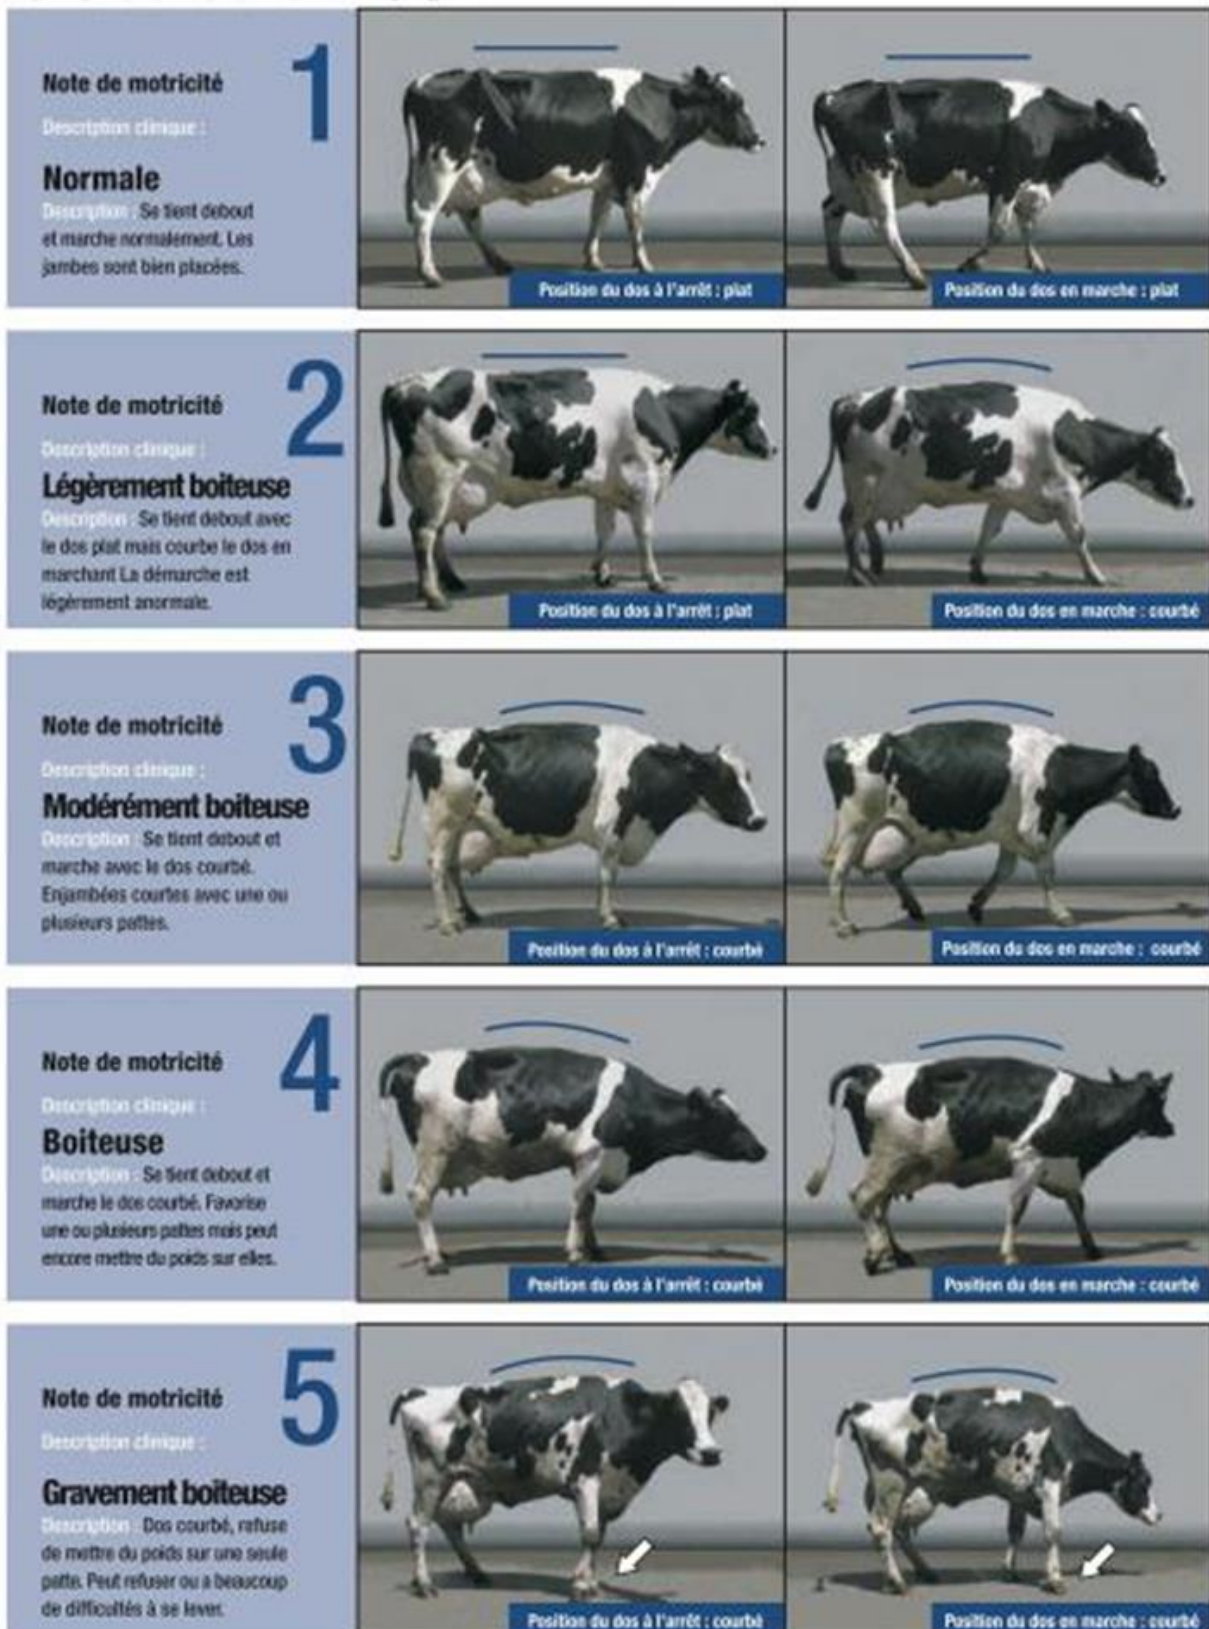 Note de motricité
1
Description clinique :
Normale
Description : Se tient debout
et marche normalement. Les
jambes sont bien placées.
Position du dos à l'arrêt : plat
Position du dos en marche : plat
Note de motricité
2
Description clinique :
Légèrement boiteuse
Description : Se tient debout avec
le dos plat mais courbe le dos en
marchant La démarche est
légèrement anormale.
Position du dos à l'arrêt : plat
Position du dos en marche : courbé
Note de motricité
3
Description clinique :
Modérément boiteuse
Description : Se tient debout et
marche avec le dos courbé.
Enjambées courtes avec une ou
plusieurs pattes.
Position du dos à l'arrêt : courbé
Position du dos en marche : courbé
Note de motricité
4
Description clinique :
Boiteuse
Description : Se tient debout et
marche le dos courbé. Favorise
une ou plusieurs pattes mais peut
encore mettre du poids sur elles.
Position du dos à l'arrêt : courbé
Position du dos en marche : courbé
Note de motricité
5
Description clinique :
Gravement boiteuse
Description : Dos courbé, refuse
de mettre du poids sur une seule
patte. Peut refuser ou a beaucoup
de difficultés à se lever.
Position du dos à l'arrêt : courbé
Position du dos en marche : courbé